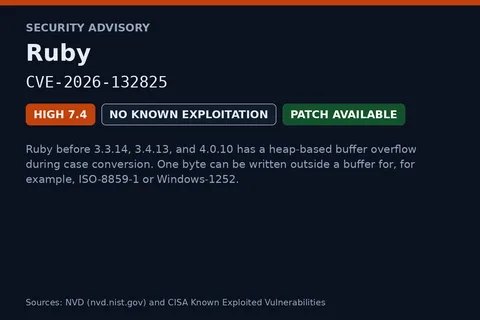 SECURITY ADVISORY
Ruby
CVE-2026-132825
HIGH 7.4 NO KNOWN EXPLOITATION PATCH AVAILABLE
Ruby before 3.3.14, 3.4.13, and 4.0.10 has a heap-based buffer overflow
during case conversion. One byte can be written outside a buffer for, for
example, ISO-8859-1 or Windows-1252.
Sources: NVD (nvd.nist.gov) and CISA Known Exploited Vulnerabilities